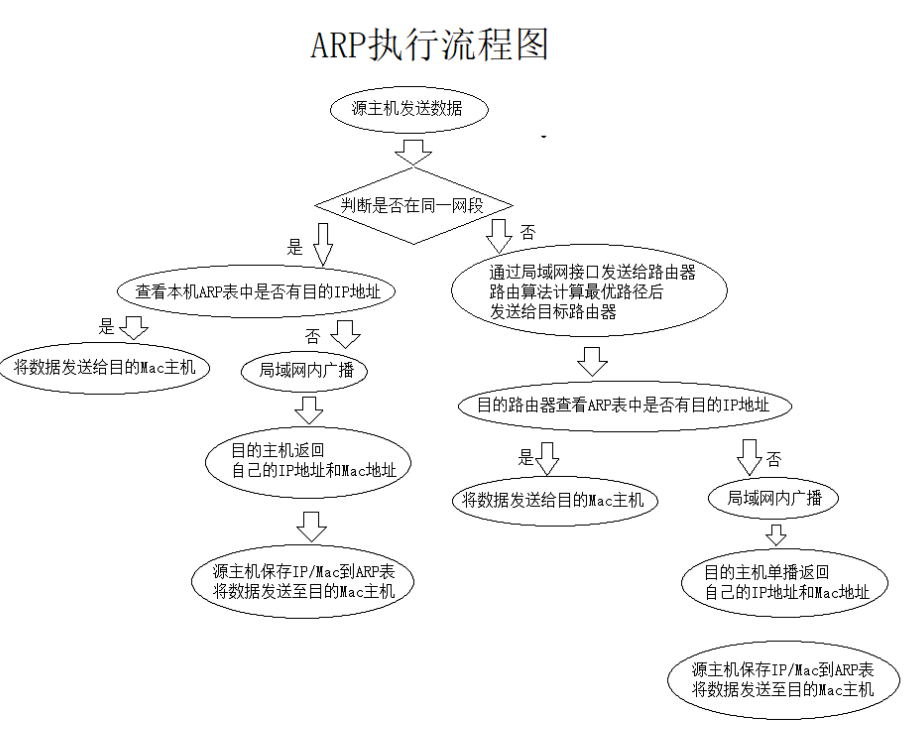 ARP执行流程图
源主机发送数据
判断是否在同一网段
是
否
查看本机ARP表中是否有目的IP地址
通过局域网接口发送给路由器
路由算法计算最优路径后
发送给目标路由器
是
否
将数据发送给目的Mac主机
局域网内广播
目的路由器查看ARP表中是否有目的IP地址
目的主机返回
自己的IP地址和Mac地址
是
否
将数据发送给目的Mac主机
局域网内广播
源主机保存IP/Mac到ARP表
将数据发送至目的Mac主机
目的主机单播返回
自己的IP地址和Mac地址
源主机保存IP/Mac到ARP表
将数据发送至目的Mac主机